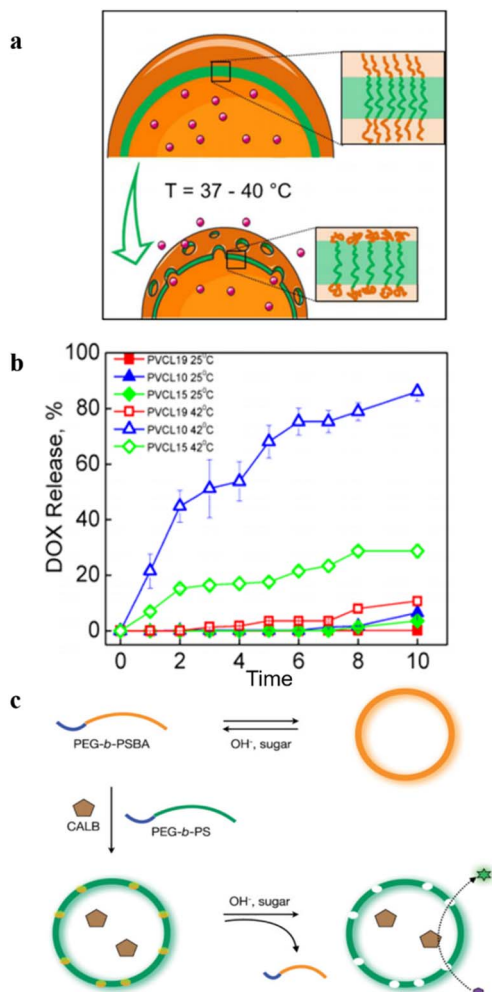 a
T = 37 - 40 °C
b
DOX Release, %
100
80
60
40
20
0
PVCL19 25°C
PVCL10 25°C
PVCL15 25°C
PVCL19 42°C
PVCL10 42°C
PVCL15 42°C
0 2 4 6 8 10
Time
c
PEG-b-PSBA
OH⁻, sugar
CALB
PEG-b-PS
OH⁻, sugar